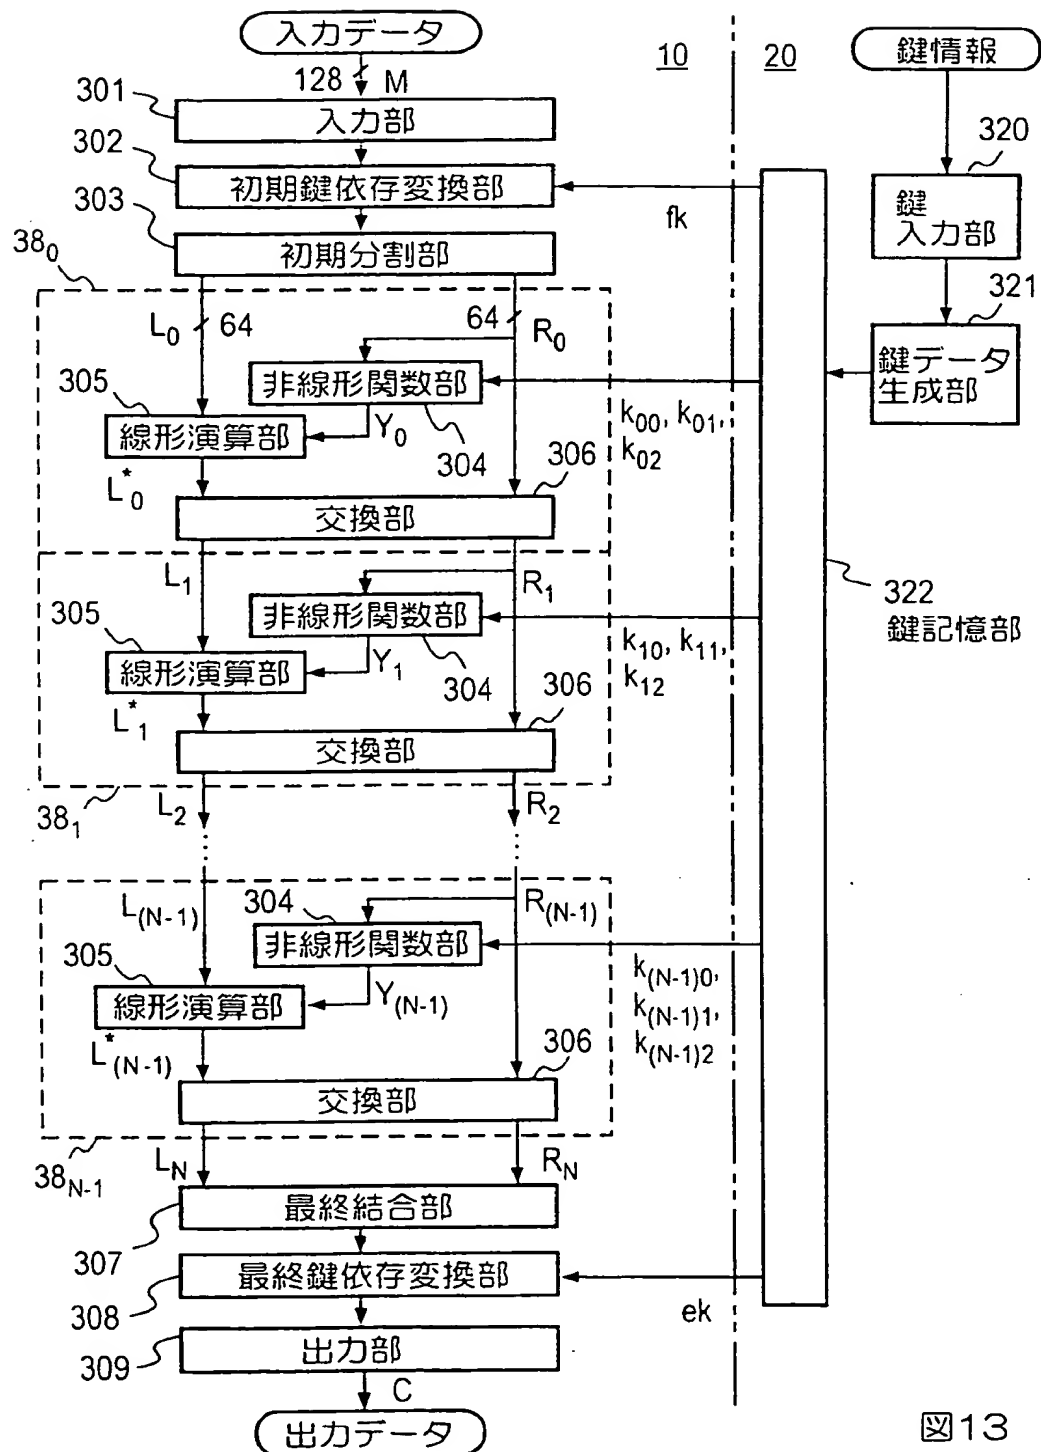 入力データ
10
20
鍵情報
128
M
301
入力部
302
初期鍵依存変換部
fk
320
鍵
入力部
303
初期分割部
38₀
L₀
64
64
R₀
321
鍵データ
生成部
305
非線形関数部
線形演算部
Y₀
304
k₀₀, k₀₁,
k₀₂
L*₀
306
交換部
L₁
R₁
322
鍵記憶部
305
非線形関数部
線形演算部
Y₁
304
k₁₀, k₁₁,
k₁₂
L*₁
306
交換部
38₁
L₂
R₂
⋮
⋮
L(N-1)
304
R(N-1)
非線形関数部
305
線形演算部
Y(N-1)
k(N-1)0,
k(N-1)1,
k(N-1)2
L*(N-1)
306
交換部
38N-1
LN
RN
最終結合部
307
最終鍵依存変換部
308
ek
出力部
309
C
出力データ
図13